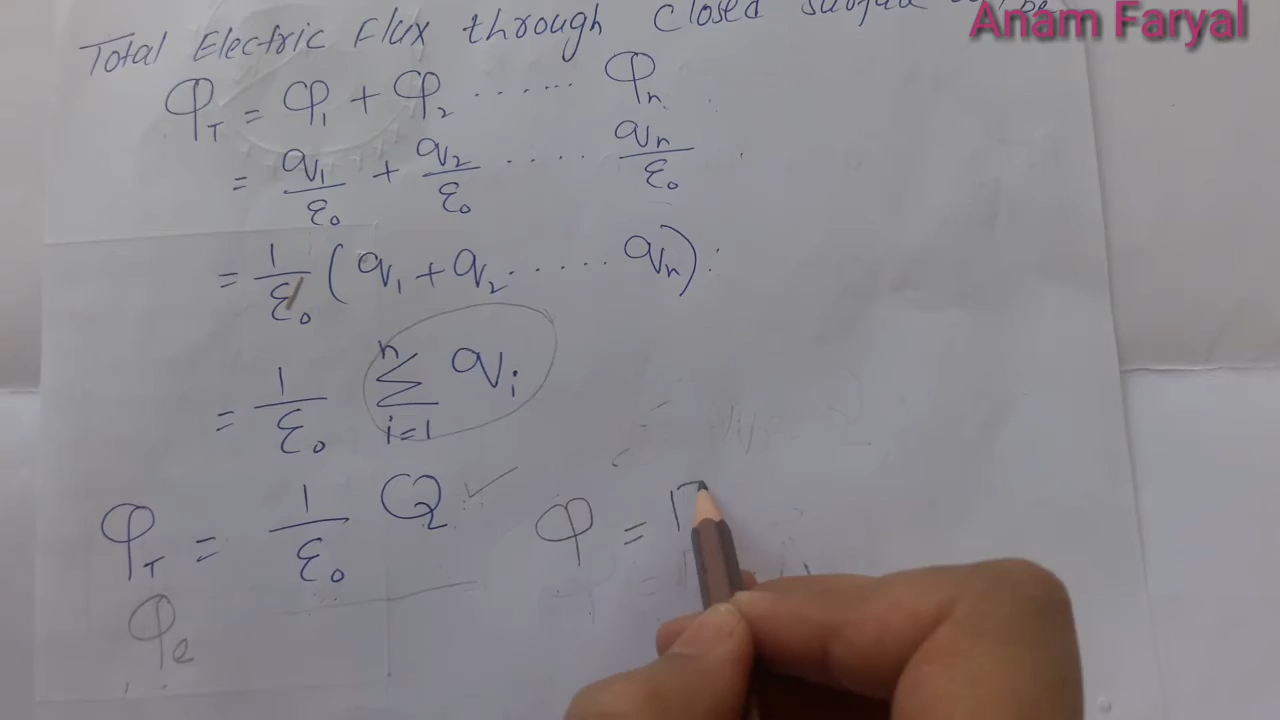 Anam Faryal
Total Electric Flux through Closed
φT = φ1 + φ2 ...... φn
= q1/ε0 + q2/ε0 ..... qn/ε0
= 1/ε0 (q1 + q2 ..... qn)
= 1/ε0 Σ i=1 n qi
φT = 1/ε0 Q ✓
φ =
φe